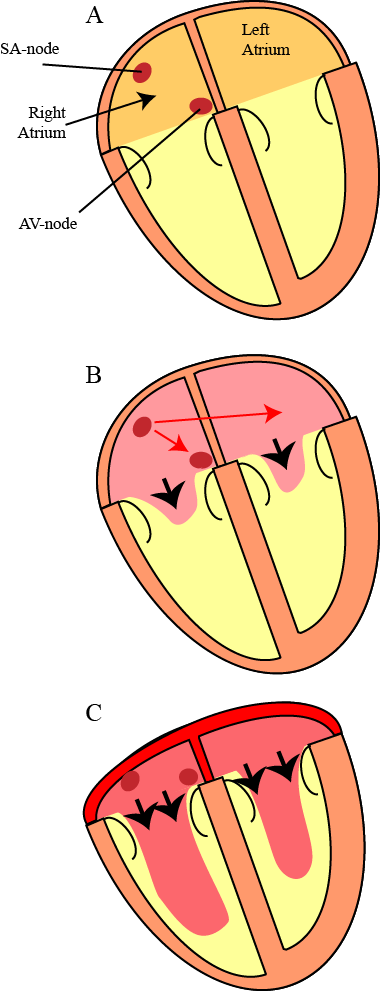 A
SA-node
Left
Atrium
Right
Atrium
AV-node
B
C